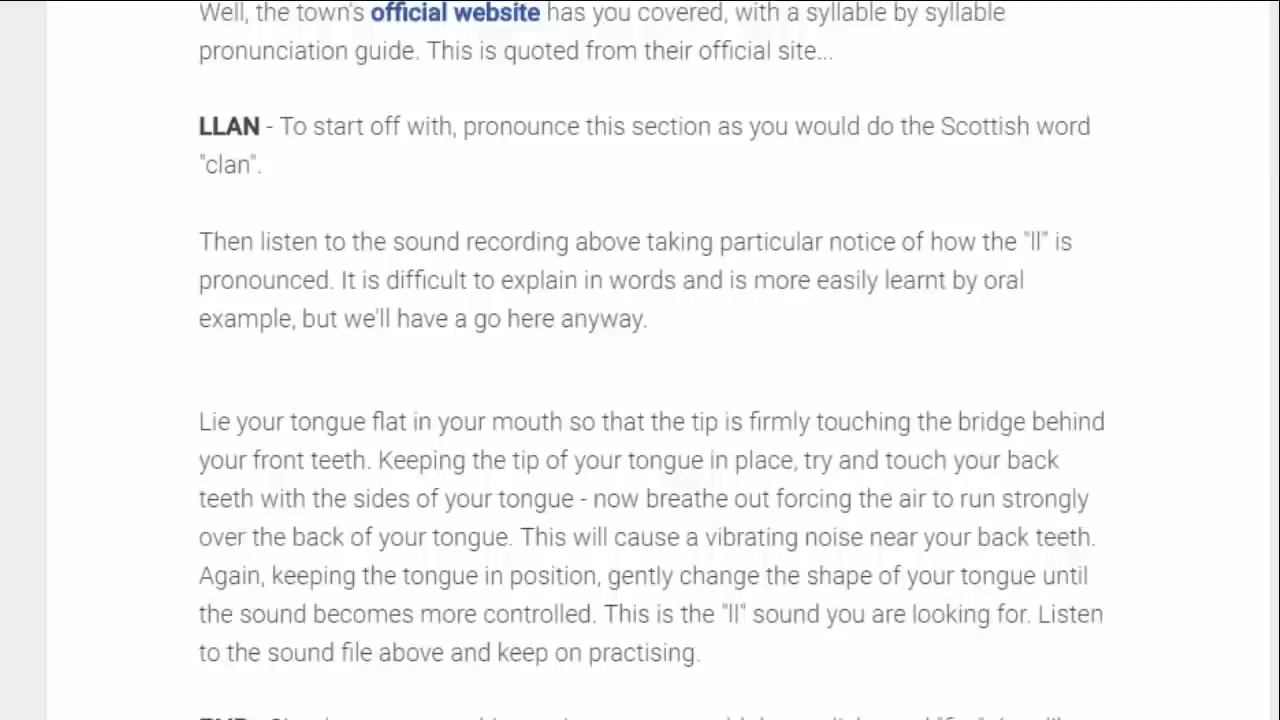 Well, the town's official website has you covered, with a syllable by syllable
pronunciation guide. This is quoted from their official site...
LLAN - To start off with, pronounce this section as you would do the Scottish word
"clan".
Then listen to the sound recording above taking particular notice of how the "ll" is
pronounced. It is difficult to explain in words and is more easily learnt by oral
example, but we'll have a go here anyway.
Lie your tongue flat in your mouth so that the tip is firmly touching the bridge behind
your front teeth. Keeping the tip of your tongue in place, try and touch your back
teeth with the sides of your tongue - now breathe out forcing the air to run strongly
over the back of your tongue. This will cause a vibrating noise near your back teeth.
Again, keeping the tongue in position, gently change the shape of your tongue until
the sound becomes more controlled. This is the "ll" sound you are looking for. Listen
to the sound file above and keep on practising.